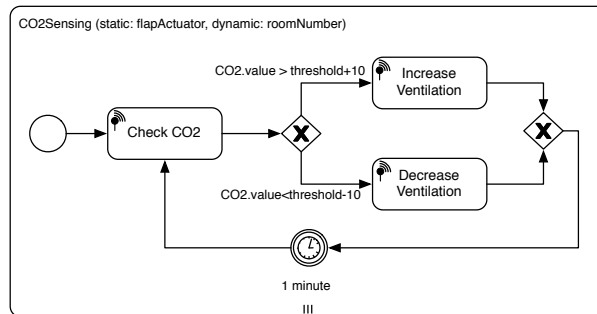 CO2Sensing (static: flapActuator, dynamic: roomNumber)
CO2.value > threshold+10
Increase
Ventilation
Check CO2
Decrease
Ventilation
CO2.value<threshold-10
1 minute